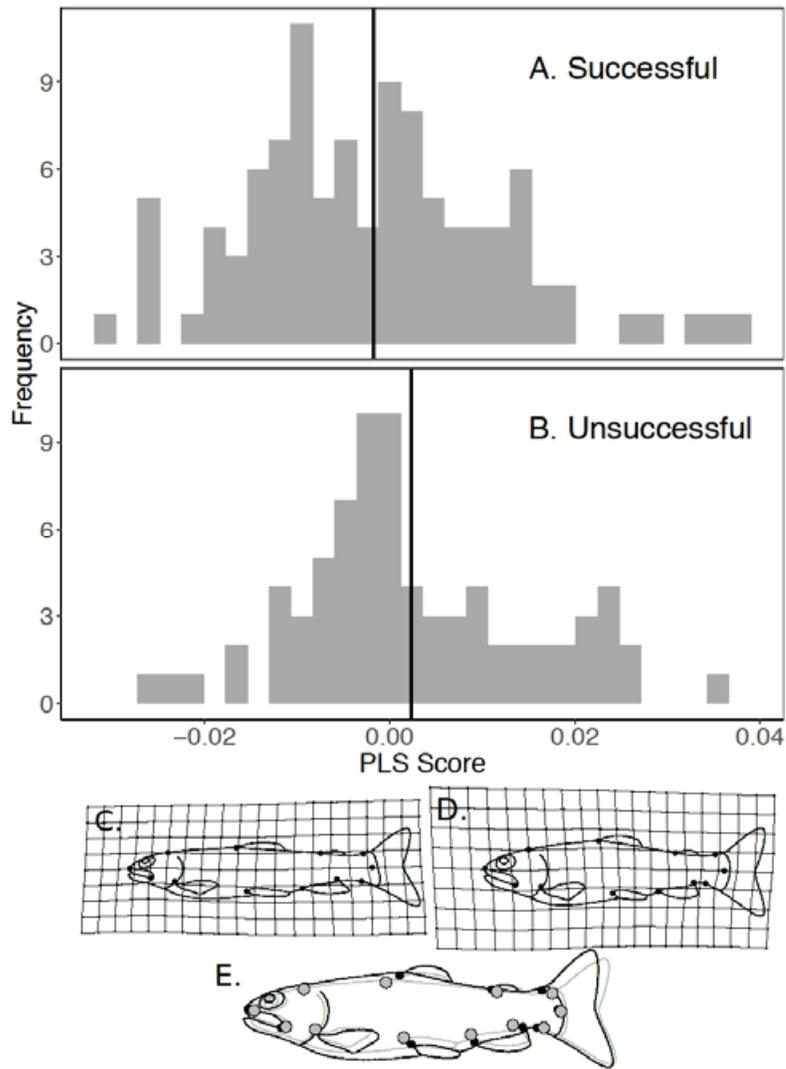 A. Successful
9
6
3
0
Frequency
B. Unsuccessful
9
6
3
0
−0.02 0.00 0.02 0.04
PLS Score
C. D.
E.